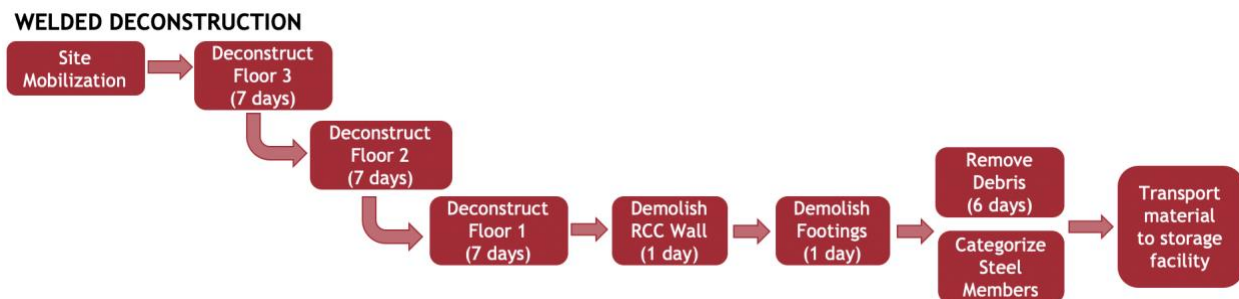 WELDED DECONSTRUCTION
Site
Mobilization
Deconstruct
Floor 3
(7 days)
Deconstruct
Floor 2
(7 days)
Deconstruct
Floor 1
(7 days)
Demolish
RCC Wall
(1 day)
Demolish
Footings
(1 day)
Remove
Debris
(6 days)
Categorize
Steel
Members
Transport
material
to storage
facility